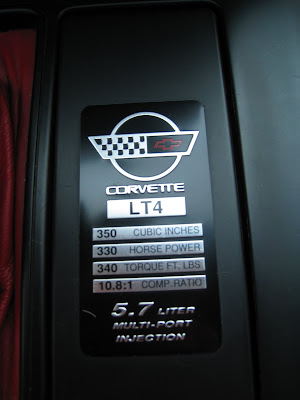 CORVETTE
LT4
350 CUBIC INCHES
330 HORSE POWER
340 TORQUE FT. LBS
10.8:1 COMP. RATIO
5.7 LITER
MULTI-PORT
INJECTION